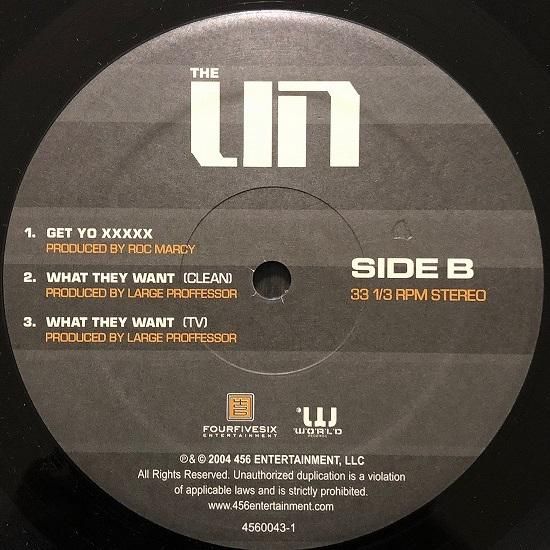 THE
UN
1. GET YO XXXXX
PRODUCED BY ROC MARCY
2. WHAT THEY WANT (CLEAN)
PRODUCED BY LARGE PROFFESSOR
3. WHAT THEY WANT (TV)
PRODUCED BY LARGE PROFFESSOR
SIDE B
33 1/3 RPM STEREO
FOURFIVESIX
ENTERTAINMENT
W
WORLD
RECORDS
℗& © 2004 456 ENTERTAINMENT, LLC
All Rights Reserved. Unauthorized duplication is a violation
of applicable laws and is strictly prohibited.
www.456entertainment.com
4560043-1